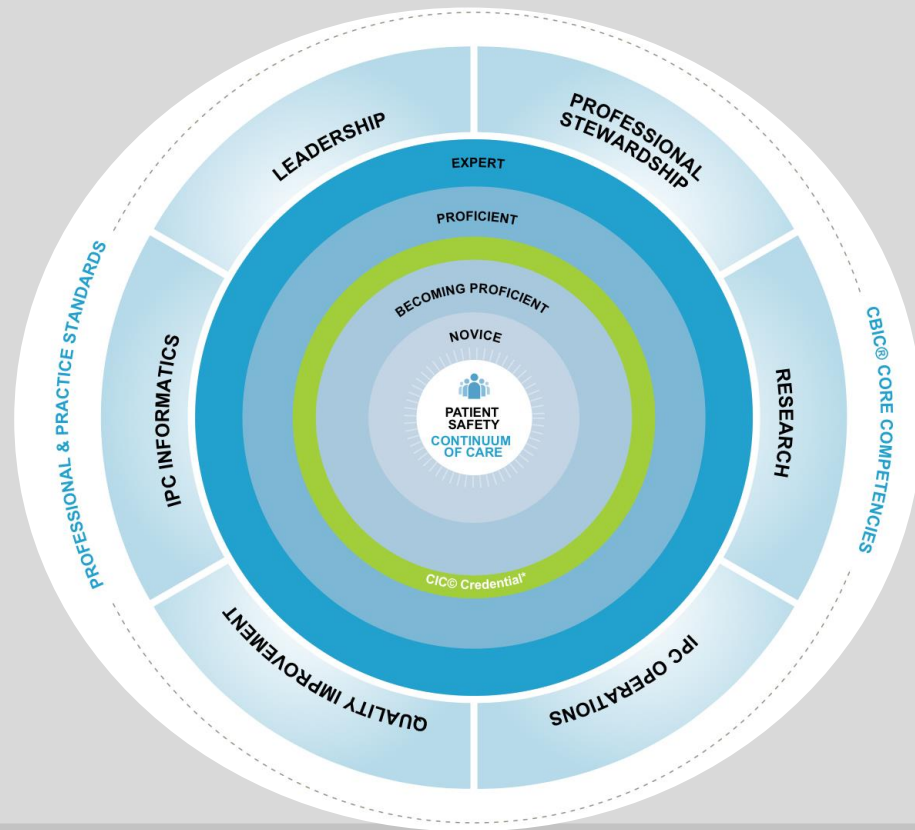 LEADERSHIP
PROFESSIONAL
STEWARDSHIP
EXPERT
PROFICIENT
BECOMING PROFICIENT
NOVICE
PATIENT
SAFETY
CONTINUUM
OF CARE
PROFESSIONAL & PRACTICE STANDARDS
IPC INFORMATICS
RESEARCH
CBIC® CORE COMPETENCIES
CIC© Credential*
QUALITY IMPROVEMENT
IPC OPERATIONS